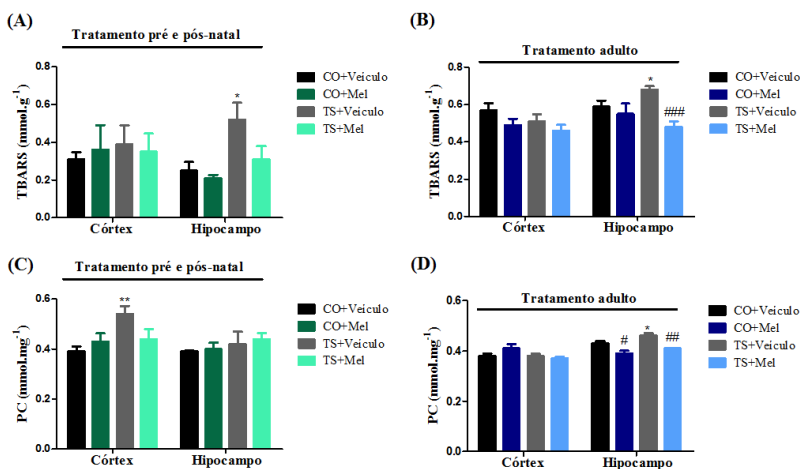 (A)
Tratamento pré e pós-natal
TBARS (mmol.g⁻¹)
0.8
0.6
0.4
0.2
0.0
*
Córtex
Hipocampo
CO+Veículo
CO+Mel
TS+Veículo
TS+Mel
(B)
Tratamento adulto
TBARS (mmol.g⁻¹)
0.8
0.6
0.4
0.2
0.0
*
###
Córtex
Hipocampo
CO+Veículo
CO+Mel
TS+Veículo
TS+Mel
(C)
Tratamento pré e pós-natal
PC (mmol.mg⁻¹)
0.6
0.4
0.2
0.0
**
Córtex
Hipocampo
CO+Veículo
CO+Mel
TS+Veículo
TS+Mel
(D)
Tratamento adulto
PC (mmol.mg⁻¹)
0.6
0.4
0.2
0.0
#
*
##
Córtex
Hipocampo
CO+Veículo
CO+Mel
TS+Veículo
TS+Mel